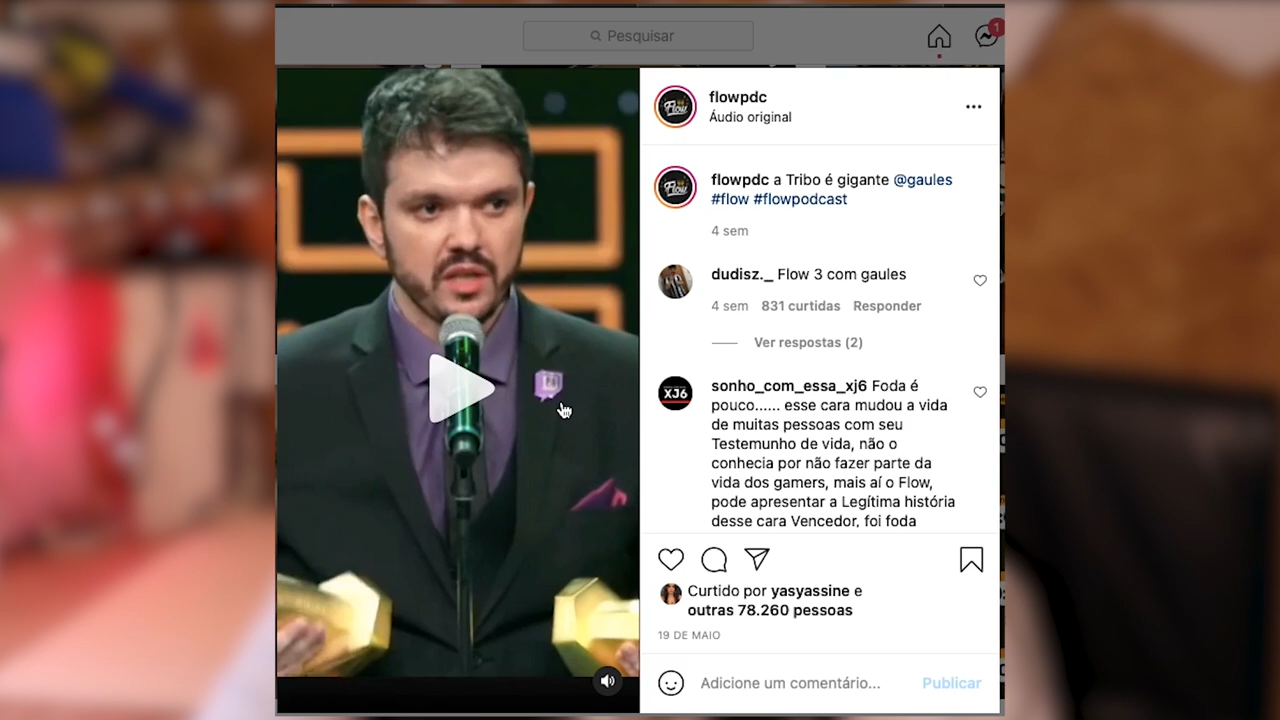 Pesquisar
1
flowpdc
Áudio original
Flow
flowpdc a Tribo é gigante @gaules
#flow #flowpodcast
4 sem
Flow
dudisz._ Flow 3 com gaules
4 sem 831 curtidas Responder
Ver respostas (2)
XJ6
sonho_com_essa_xj6 Foda é
pouco...... esse cara mudou a vida
de muitas pessoas com seu
Testemunho de vida, não o
conhecia por não fazer parte da
vida dos gamers, mais aí o Flow,
pode apresentar a Legítima história
desse cara Vencedor, foi foda
Curtido por yasyassine e
outras 78.260 pessoas
19 DE MAIO
Adicione um comentário...
Publicar